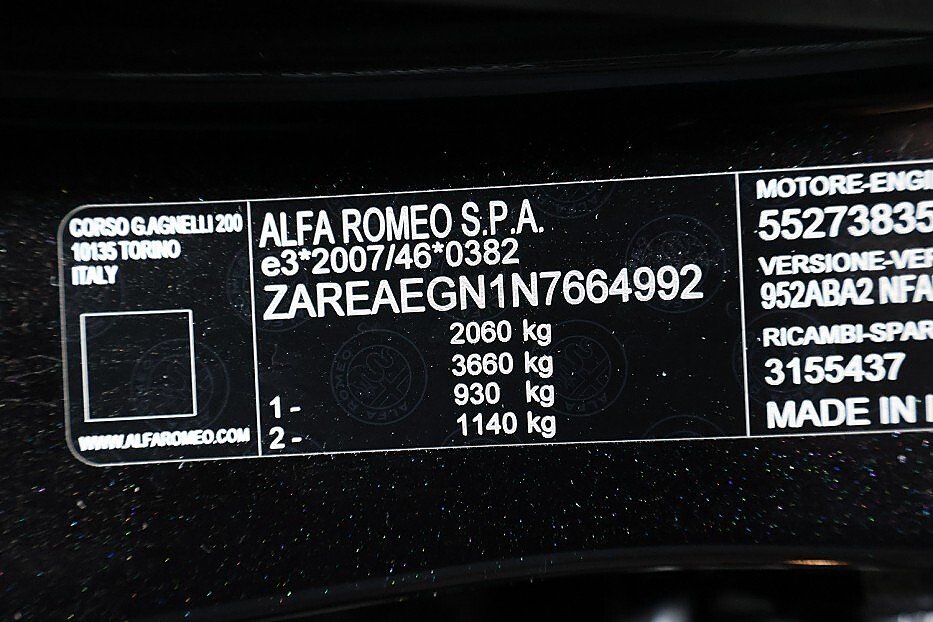 CORSO G.AGNELLI 200
10135 TORINO
ITALY
WWW.ALFAROMEO.COM
ALFA ROMEO S.P.A.
e3*2007/46*0382
ZAREAEGN1N7664992
2060 kg
3660 kg
1 - 930 kg
2 - 1140 kg
MOTORE-ENGI
55273835
VERSIONE-VER
952ABA2 NFA
RICAMBI-SPAR
3155437
MADE IN I